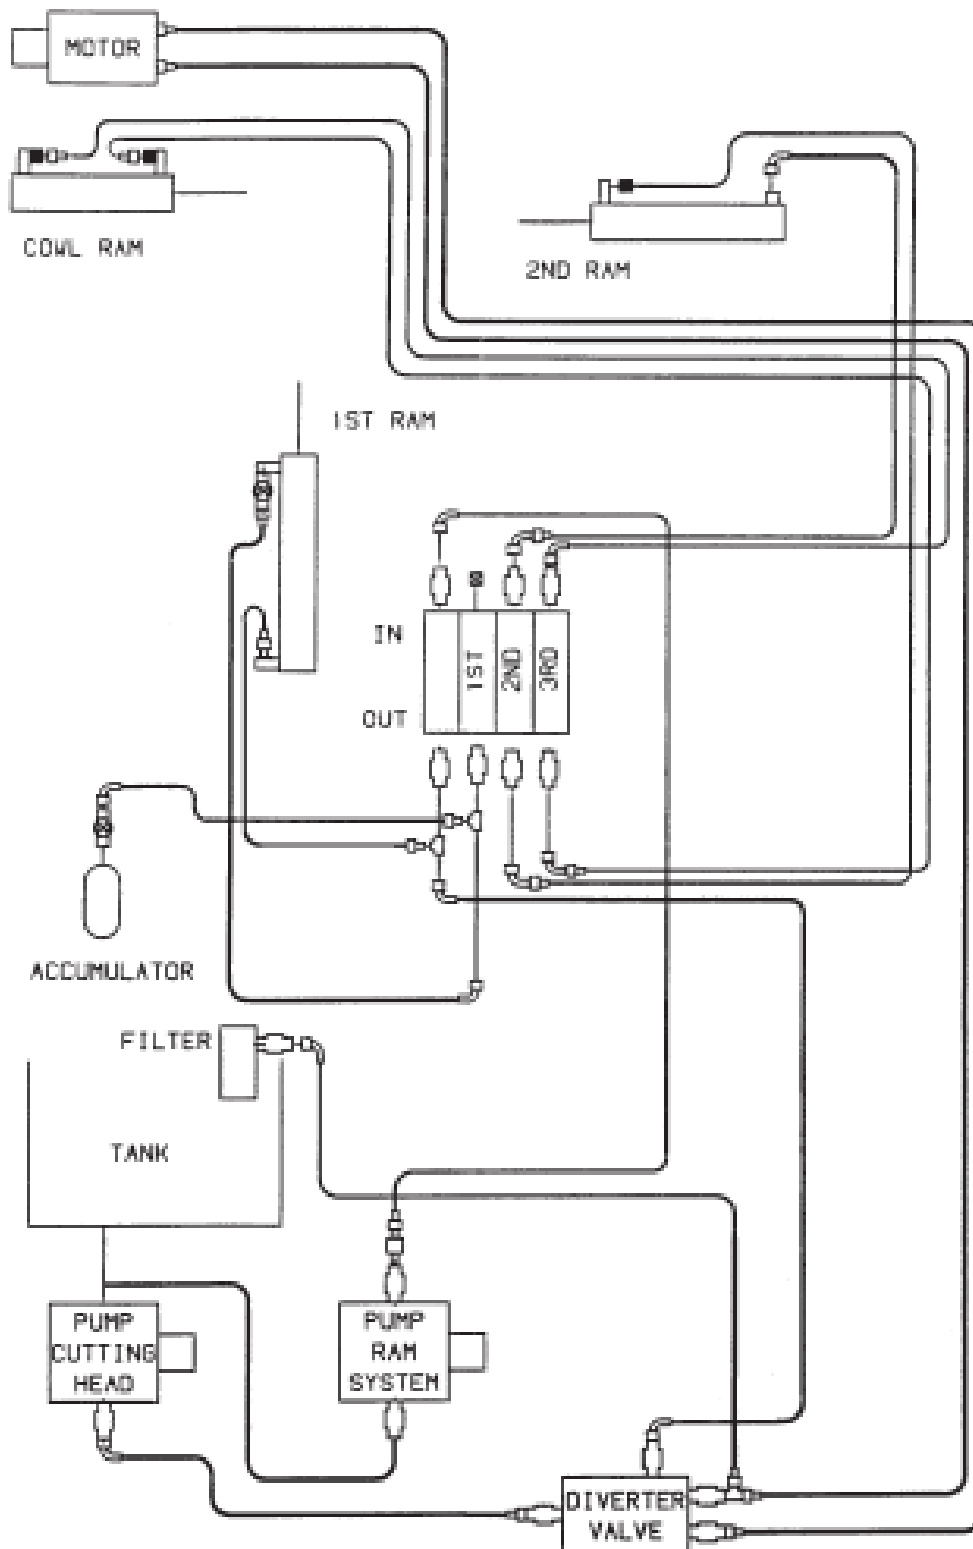 MOTOR
COWL RAM
2ND RAM
1ST RAM
IN
OUT
1ST
2ND
3RD
ACCUMULATOR
FILTER
TANK
PUMP
CUTTING
HEAD
PUMP
RAM
SYSTEM
DIVERTER
VALVE